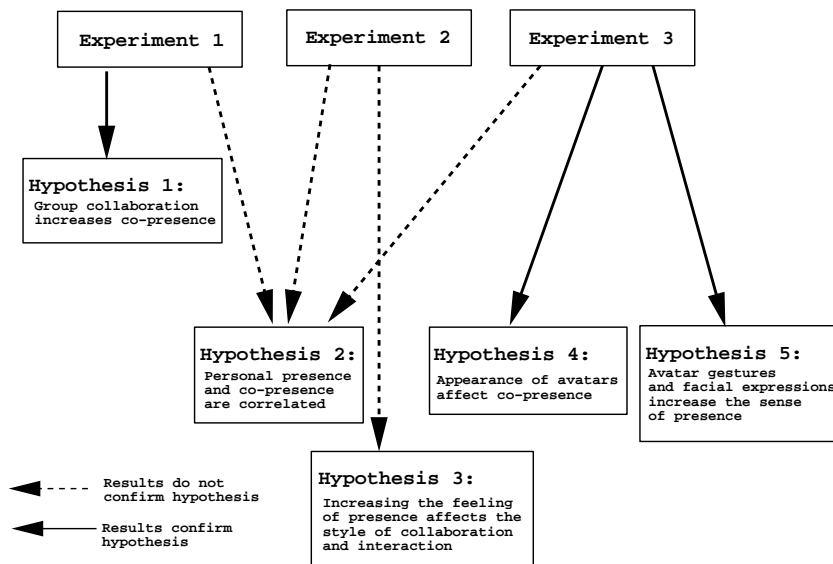 Experiment 1
Experiment 2
Experiment 3
Hypothesis 1:
Group collaboration
increases co-presence
Hypothesis 2:
Personal presence
and co-presence
are correlated
Hypothesis 4:
Appearance of avatars
affect co-presence
Hypothesis 5:
Avatar gestures
and facial expressions
increase the sense
of presence
Hypothesis 3:
Increasing the feeling
of presence affects the
style of collaboration
and interaction
Results do not
confirm hypothesis
Results confirm
hypothesis